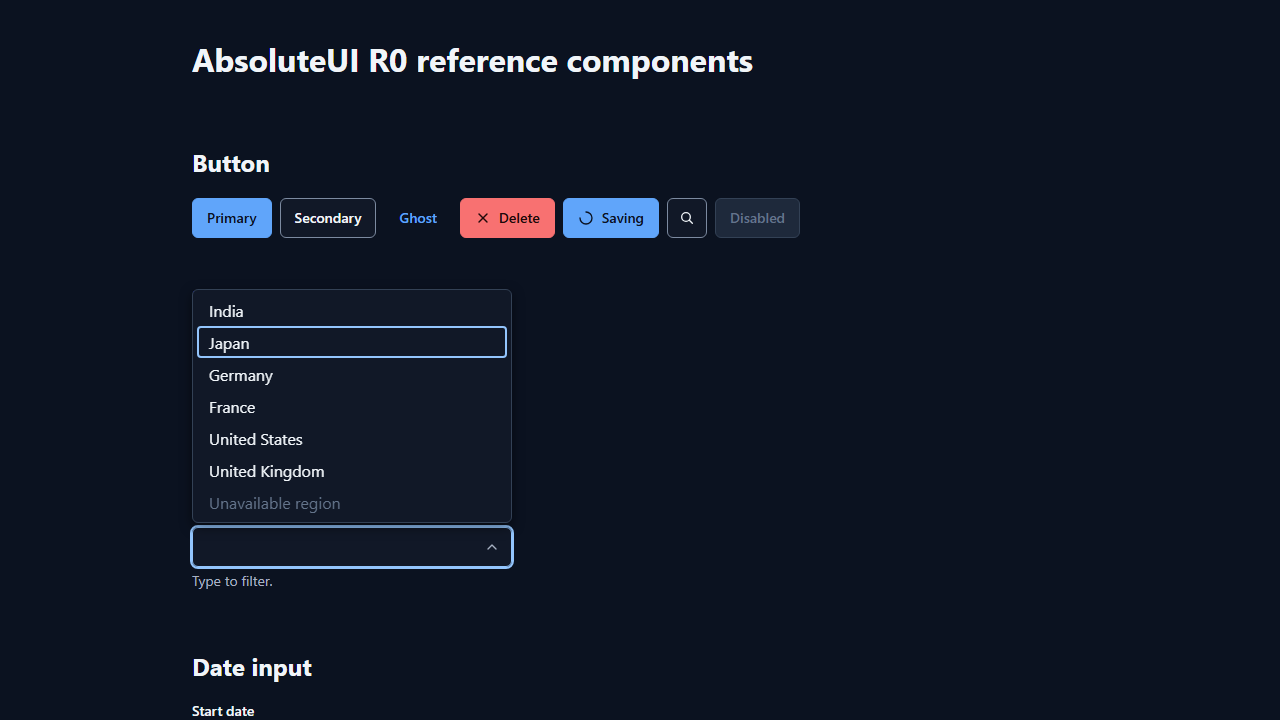 AbsoluteUI R0 reference components
Button
Primary Secondary Ghost Delete Saving Disabled
India
Japan
Germany
France
United States
United Kingdom
Unavailable region
Type to filter.
Date input
Start date